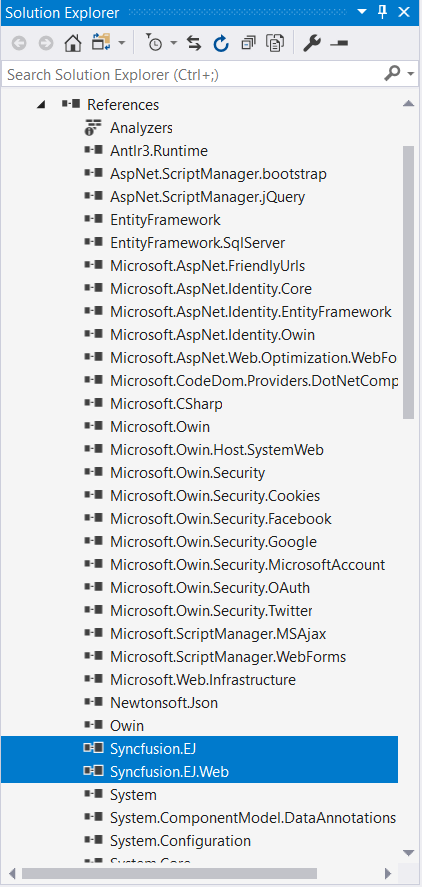 Solution Explorer
Search Solution Explorer (Ctrl+;)
References
Analyzers
Antlr3.Runtime
AspNet.ScriptManager.bootstrap
AspNet.ScriptManager.jQuery
EntityFramework
EntityFramework.SqlServer
Microsoft.AspNet.FriendlyUrls
Microsoft.AspNet.Identity.Core
Microsoft.AspNet.Identity.EntityFramework
Microsoft.AspNet.Identity.Owin
Microsoft.AspNet.Web.Optimization.WebFo
Microsoft.CodeDom.Providers.DotNetComp
Microsoft.CSharp
Microsoft.Owin
Microsoft.Owin.Host.SystemWeb
Microsoft.Owin.Security
Microsoft.Owin.Security.Cookies
Microsoft.Owin.Security.Facebook
Microsoft.Owin.Security.Google
Microsoft.Owin.Security.MicrosoftAccount
Microsoft.Owin.Security.OAuth
Microsoft.Owin.Security.Twitter
Microsoft.ScriptManager.MSAjax
Microsoft.ScriptManager.WebForms
Microsoft.Web.Infrastructure
Newtonsoft.Json
Owin
Syncfusion.EJ
Syncfusion.EJ.Web
System
System.ComponentModel.DataAnnotations
System.Configuration
System.Core